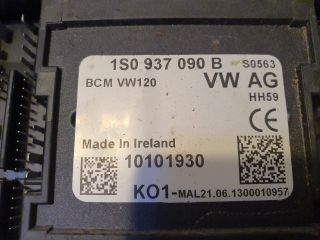 1S0 937 090 B S0563
BCM VW120 VW AG
HH59
CE
Made In Ireland
10101930
KO1-MAL21.06.1300010957